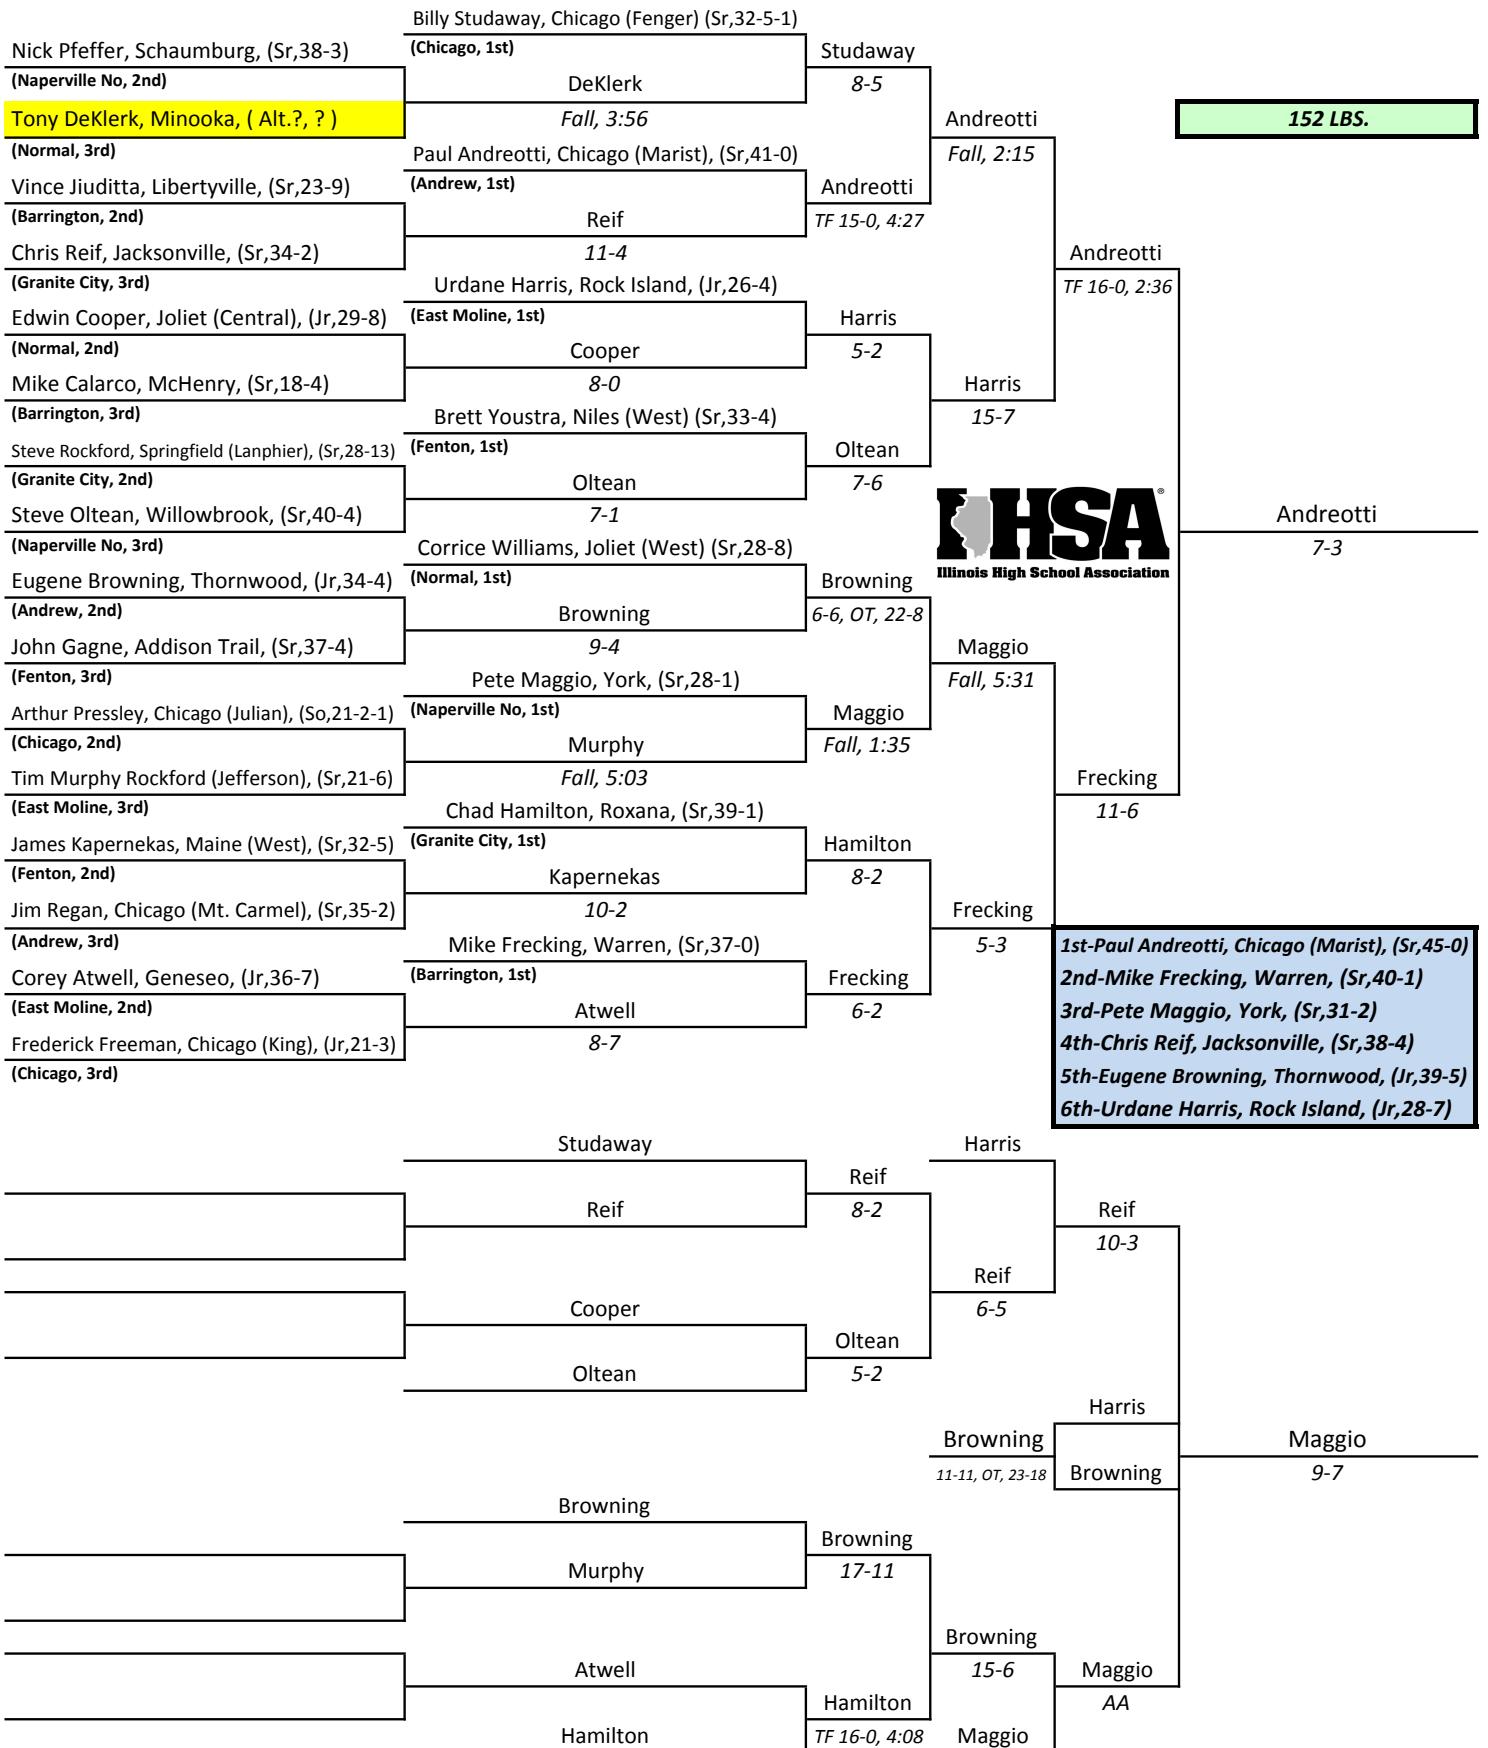 Billy Studaway, Chicago (Fenger) (Sr,32-5-1)
Nick Pfeffer, Schaumburg, (Sr,38-3)
(Chicago, 1st)
Studaway
(Naperville No, 2nd)
DeKlerk
8-5
Tony DeKlerk, Minooka, ( Alt.?, ? )
Fall, 3:56
Andreotti
152 LBS.
(Normal, 3rd)
Paul Andreotti, Chicago (Marist), (Sr,41-0)
Fall, 2:15
Vince Jiuditta, Libertyville, (Sr,23-9)
(Andrew, 1st)
Andreotti
(Barrington, 2nd)
Reif
TF 15-0, 4:27
Chris Reif, Jacksonville, (Sr,34-2)
11-4
Andreotti
(Granite City, 3rd)
Urdane Harris, Rock Island, (Jr,26-4)
TF 16-0, 2:36
Edwin Cooper, Joliet (Central), (Jr,29-8)
(East Moline, 1st)
Harris
(Normal, 2nd)
Cooper
5-2
Mike Calarco, McHenry, (Sr,18-4)
8-0
Harris
(Barrington, 3rd)
Brett Youstra, Niles (West) (Sr,33-4)
15-7
Steve Rockford, Springfield (Lanphier), (Sr,28-13)
(Fenton, 1st)
Oltean
(Granite City, 2nd)
Oltean
7-6
IHSA®
Steve Oltean, Willowbrook, (Sr,40-4)
7-1
Andreotti
(Naperville No, 3rd)
Corrice Williams, Joliet (West) (Sr,28-8)
7-3
Illinois High School Association
Eugene Browning, Thornwood, (Jr,34-4)
(Normal, 1st)
Browning
(Andrew, 2nd)
Browning
6-6, OT, 22-8
John Gagne, Addison Trail, (Sr,37-4)
9-4
Maggio
(Fenton, 3rd)
Pete Maggio, York, (Sr,28-1)
Fall, 5:31
Arthur Pressley, Chicago (Julian), (So,21-2-1)
(Naperville No, 1st)
Maggio
(Chicago, 2nd)
Murphy
Fall, 1:35
Tim Murphy Rockford (Jefferson), (Sr,21-6)
Fall, 5:03
Frecking
(East Moline, 3rd)
Chad Hamilton, Roxana, (Sr,39-1)
11-6
James Kapernekas, Maine (West), (Sr,32-5)
(Granite City, 1st)
Hamilton
(Fenton, 2nd)
Kapernekas
8-2
Jim Regan, Chicago (Mt. Carmel), (Sr,35-2)
10-2
Frecking
(Andrew, 3rd)
Mike Frecking, Warren, (Sr,37-0)
5-3
1st-Paul Andreotti, Chicago (Marist), (Sr,45-0)
Corey Atwell, Geneseo, (Jr,36-7)
(Barrington, 1st)
Frecking
2nd-Mike Frecking, Warren, (Sr,40-1)
(East Moline, 2nd)
Atwell
6-2
3rd-Pete Maggio, York, (Sr,31-2)
Frederick Freeman, Chicago (King), (Jr,21-3)
8-7
4th-Chris Reif, Jacksonville, (Sr,38-4)
(Chicago, 3rd)
5th-Eugene Browning, Thornwood, (Jr,39-5)
6th-Urdane Harris, Rock Island, (Jr,28-7)
Studaway
Harris
Reif
Reif
8-2
Reif
10-3
Reif
Cooper
6-5
Oltean
Oltean
5-2
Harris
Browning
Maggio
11-11, OT, 23-18
Browning
9-7
Browning
Browning
Murphy
17-11
Browning
Atwell
15-6
Maggio
Hamilton
AA
Hamilton
TF 16-0, 4:08
Maggio